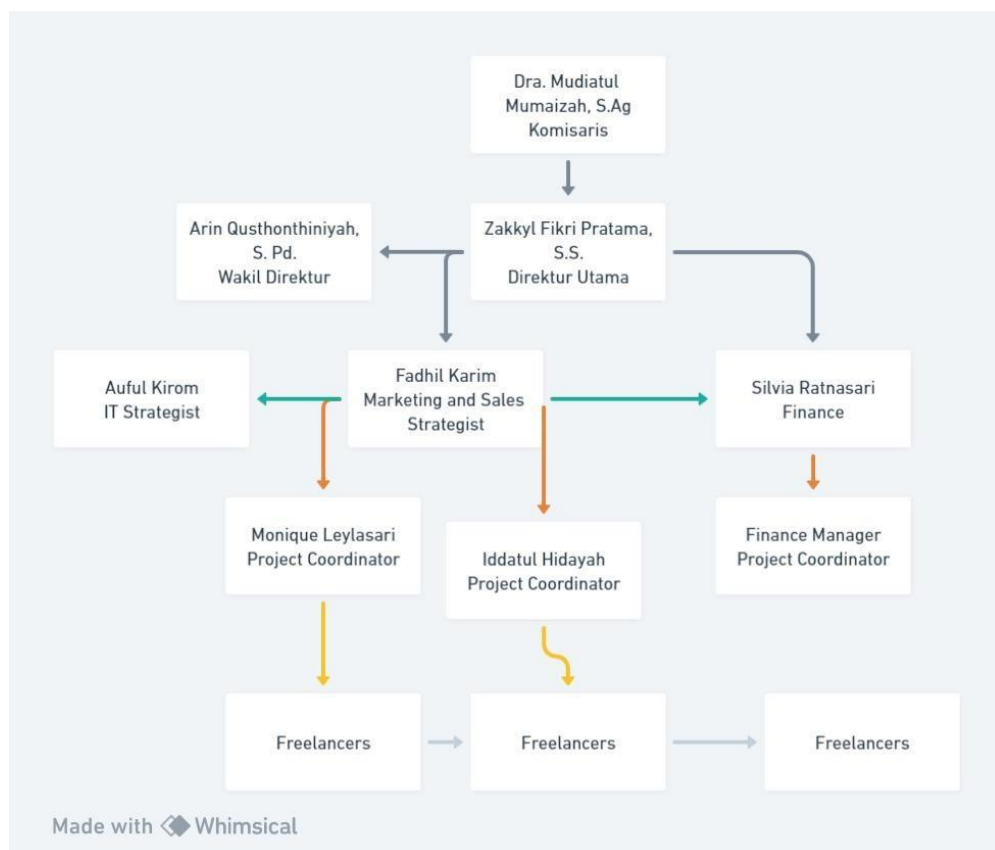 Dra. Mudiatul
Mumaizah, S.Ag
Komisaris
Arin Qusthonthiniyah,
S. Pd.
Wakil Direktur
Zakkyl Fikri Pratama,
S.S.
Direktur Utama
Auful Kirom
IT Strategist
Fadhil Karim
Marketing and Sales
Strategist
Silvia Ratnasari
Finance
Monique Leylasari
Project Coordinator
Iddatul Hidayah
Project Coordinator
Finance Manager
Project Coordinator
Freelancers
Freelancers
Freelancers
Made with Whimsical